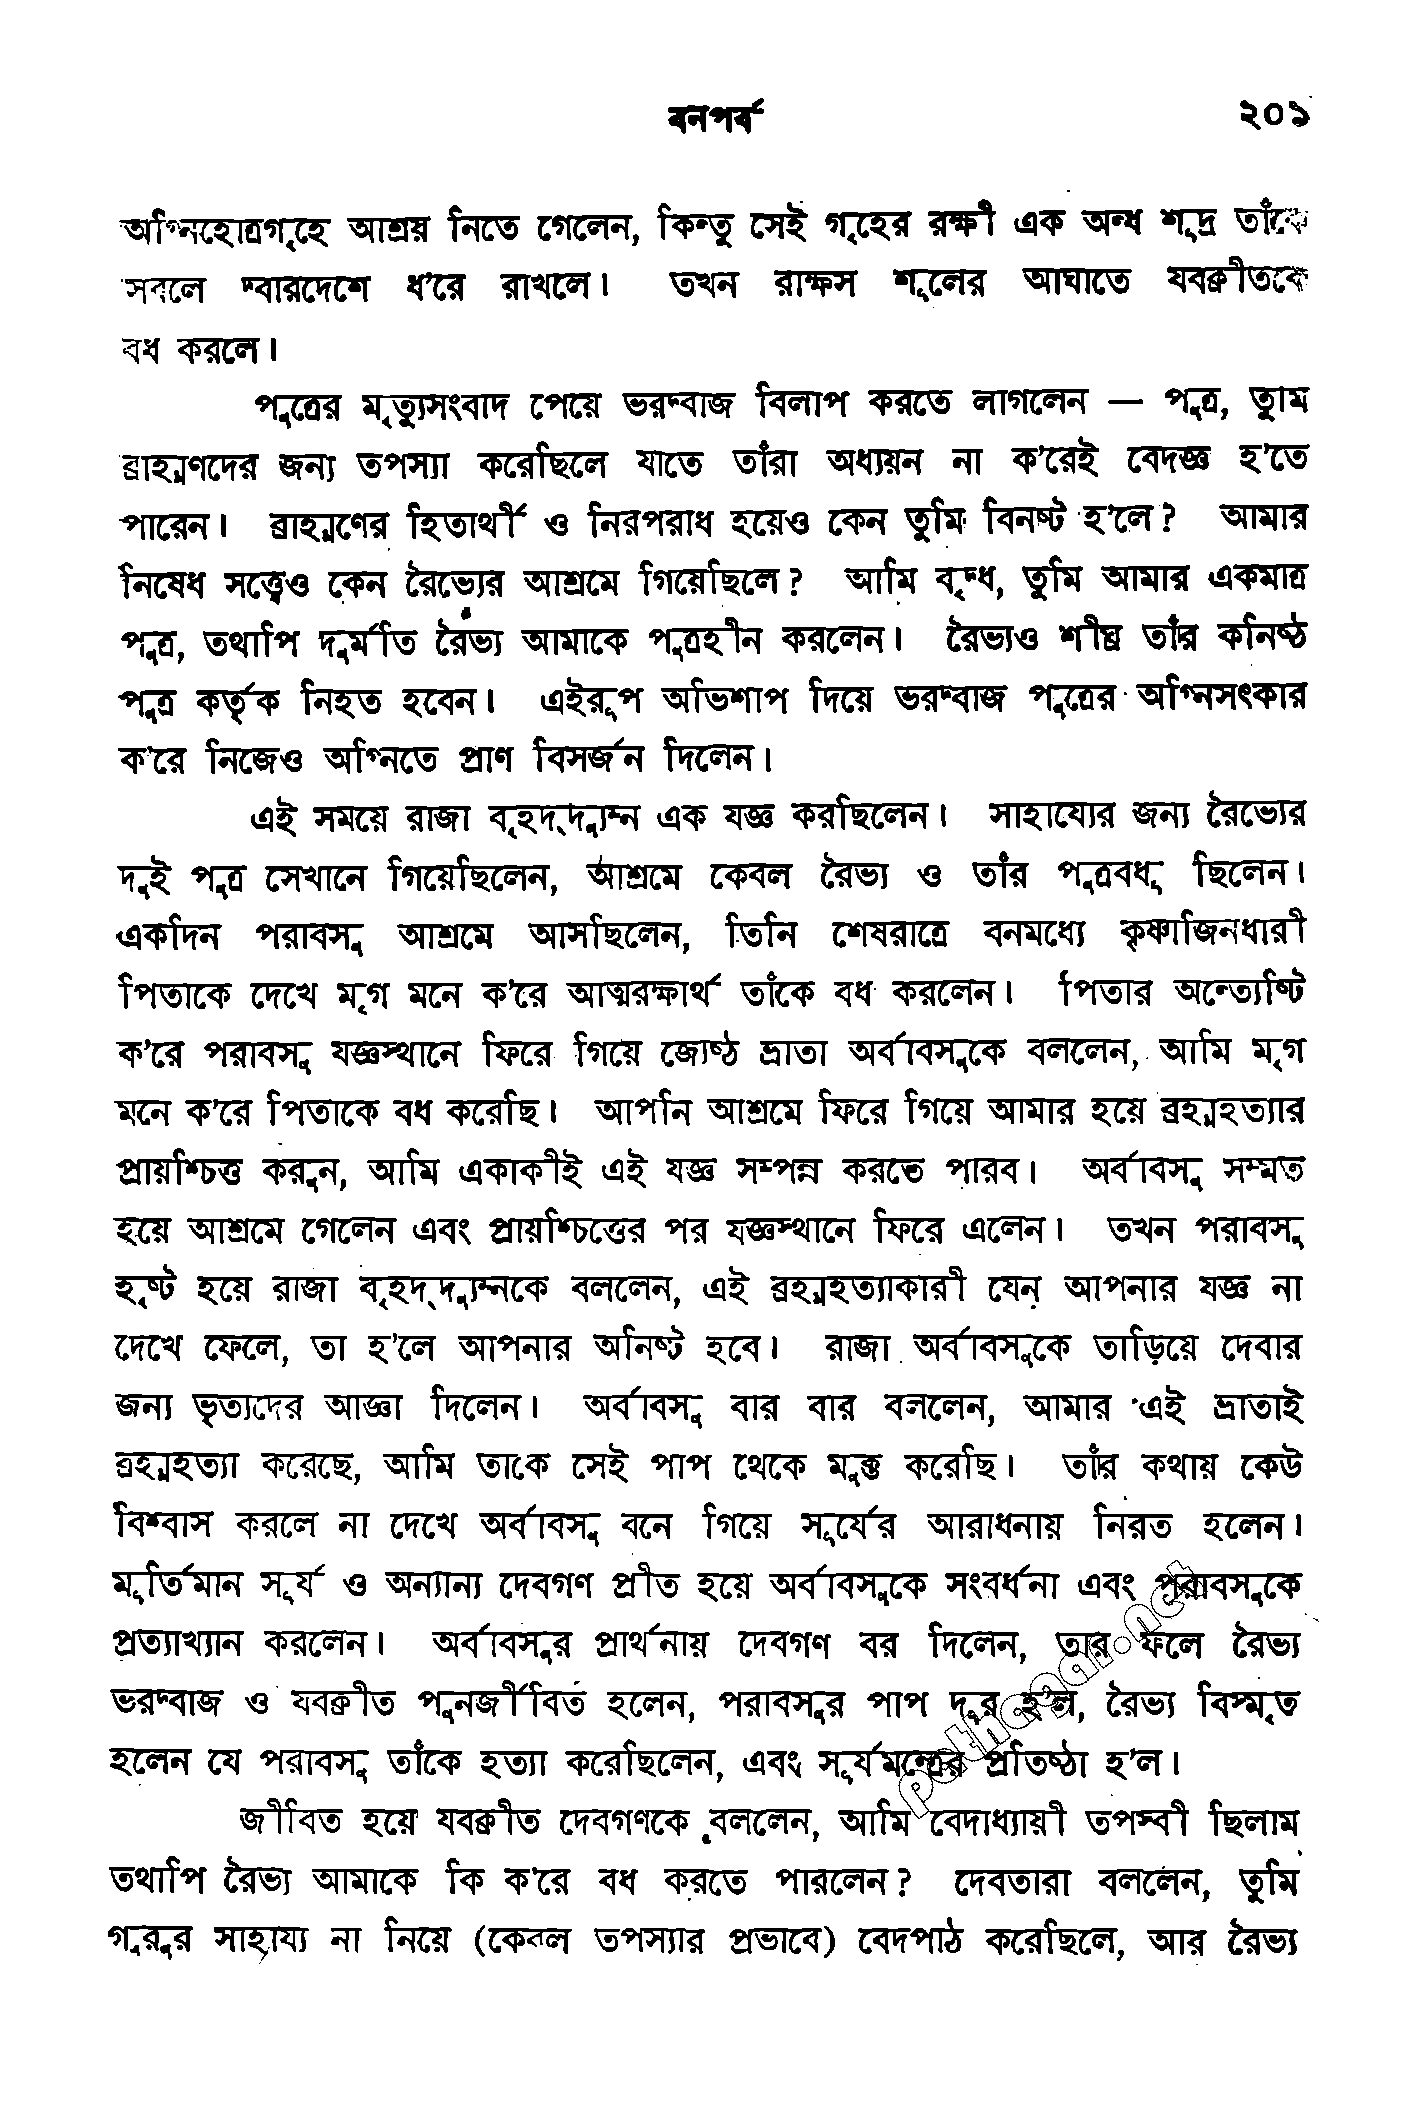 বনপর্ব ২০১
অগ্নিহোত্রগৃহে আশ্রয় নিতে গেলেন, কিন্তু সেই গৃহের রক্ষী এক অন্ধ শূদ্র তাঁকে
সবলে দ্বারদেশে ধ'রে রাখলে। তখন রাক্ষস শূলের আঘাতে যবক্রীতকে
বধ করলে।
পুত্রের মৃত্যুসংবাদ পেয়ে ভরদ্বাজ বিলাপ করতে লাগলেন — পুত্র, তুমি
ব্রাহ্মণদের জন্য তপস্যা করেছিলে যাতে তাঁরা অধ্যয়ন না ক'রেই বেদজ্ঞ হ'তে
পারেন। ব্রাহ্মণের হিতার্থী ও নিরপরাধ হয়েও কেন তুমি বিনষ্ট হ'লে? আমার
নিষেধ সত্ত্বেও কেন রৈভ্যের আশ্রমে গিয়েছিলে? আমি বৃদ্ধ, তুমি আমার একমাত্র
পুত্র, তথাপি দুর্মতি রৈভ্য আমাকে পুত্রহীন করলেন। রৈভ্যও শীঘ্র তাঁর কনিষ্ঠ
পুত্র কর্তৃক নিহত হবেন। এইরূপ অভিশাপ দিয়ে ভরদ্বাজ পুত্রের অগ্নিসৎকার
ক'রে নিজেও অগ্নিতে প্রাণ বিসর্জন দিলেন।
এই সময়ে রাজা বৃহদ্‌দ্যুম্ন এক যজ্ঞ করছিলেন। সাহায্যের জন্য রৈভ্যের
দুই পুত্র সেখানে গিয়েছিলেন, আশ্রমে কেবল রৈভ্য ও তাঁর পুত্রবধূ ছিলেন।
একদিন পরাবসু আশ্রমে আসছিলেন, তিনি শেষরাত্রে বনমধ্যে কৃষ্ণাজিনধারী
পিতাকে দেখে মৃগ মনে ক'রে আত্মরক্ষার্থ তাঁকে বধ করলেন। পিতার অন্ত্যেষ্টি
ক'রে পরাবসু যজ্ঞস্থানে ফিরে গিয়ে জ্যেষ্ঠ ভ্রাতা অর্বাবসুকে বললেন, আমি মৃগ
মনে ক'রে পিতাকে বধ করেছি। আপনি আশ্রমে ফিরে গিয়ে আমার হয়ে ব্রহ্মহত্যার
প্রায়শ্চিত্ত করুন, আমি একাকীই এই যজ্ঞ সম্পন্ন করতে পারব। অর্বাবসু সম্মত
হয়ে আশ্রমে গেলেন এবং প্রায়শ্চিত্তের পর যজ্ঞস্থানে ফিরে এলেন। তখন পরাবসু
হৃষ্ট হয়ে রাজা বৃহদ্‌দ্যুম্নকে বললেন, এই ব্রহ্মহত্যাকারী যেন আপনার যজ্ঞ না
দেখে ফেলে, তা হ'লে আপনার অনিষ্ট হবে। রাজা অর্বাবসুকে তাড়িয়ে দেবার
জন্য ভৃত্যদের আজ্ঞা দিলেন। অর্বাবসু বার বার বললেন, আমার এই ভ্রাতাই
ব্রহ্মহত্যা করেছে, আমি তাকে সেই পাপ থেকে মুক্ত করেছি। তাঁর কথায় কেউ
বিশ্বাস করলে না দেখে অর্বাবসু বনে গিয়ে সূর্যের আরাধনায় নিরত হলেন।
মূর্তিমান সূর্য ও অন্যান্য দেবগণ প্রীত হয়ে অর্বাবসুকে সংবর্ধনা এবং পরাবসুকে
প্রত্যাখ্যান করলেন। অর্বাবসুর প্রার্থনায় দেবগণ বর দিলেন, তার ফলে রৈভ্য
ভরদ্বাজ ও যবক্রীত পুনর্জীবিত হলেন, পরাবসুর পাপ দূর হ'ল, রৈভ্য বিস্মৃত
হলেন যে পরাবসু তাঁকে হত্যা করেছিলেন, এবং সূর্যমন্ত্রের প্রতিষ্ঠা হ'ল।
জীবিত হয়ে যবক্রীত দেবগণকে বললেন, আমি বেদাধ্যায়ী তপস্বী ছিলাম
তথাপি রৈভ্য আমাকে কি ক'রে বধ করতে পারলেন? দেবতারা বললেন, তুমি
গুরুর সাহায্য না নিয়ে (কেবল তপস্যার প্রভাবে) বেদপাঠ করেছিলে, আর রৈভ্য
pathagar.net